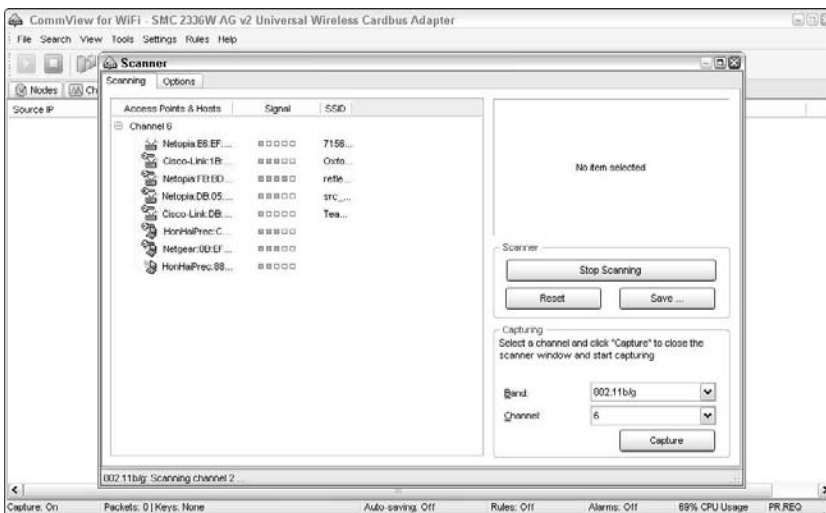 CommView for WiFi - SMC 2336W-AG v2 Universal Wireless Cardbus Adapter
File Search View Tools Settings Rules Help
Scanner
Nodes Ch
Scanning Options
Source IP
Access Points & Hosts Signal SSID
Channel 6
Netopia:E6:EF:... 7156...
Cisco-Link:1B:... Oxfo...
Netopia:FB:BD... refle...
Netopia:DB:05:... src_...
Cisco-Link:DB:... Tea...
HonHaiPrec:C...
Netgear:0B:EF...
HonHaiPrec:88...
No item selected
Scanner
Stop Scanning
Reset Save ...
Capturing
Select a channel and click "Capture" to close the
scanner window and start capturing
Band: 802.11b/g
Channel: 6
Capture
802.11b/g: Scanning channel 2 ...
Capture: On Packets: 0 | Keys: None Auto-saving: Off Rules: Off Alarms: Off 69% CPU Usage PR.REQ